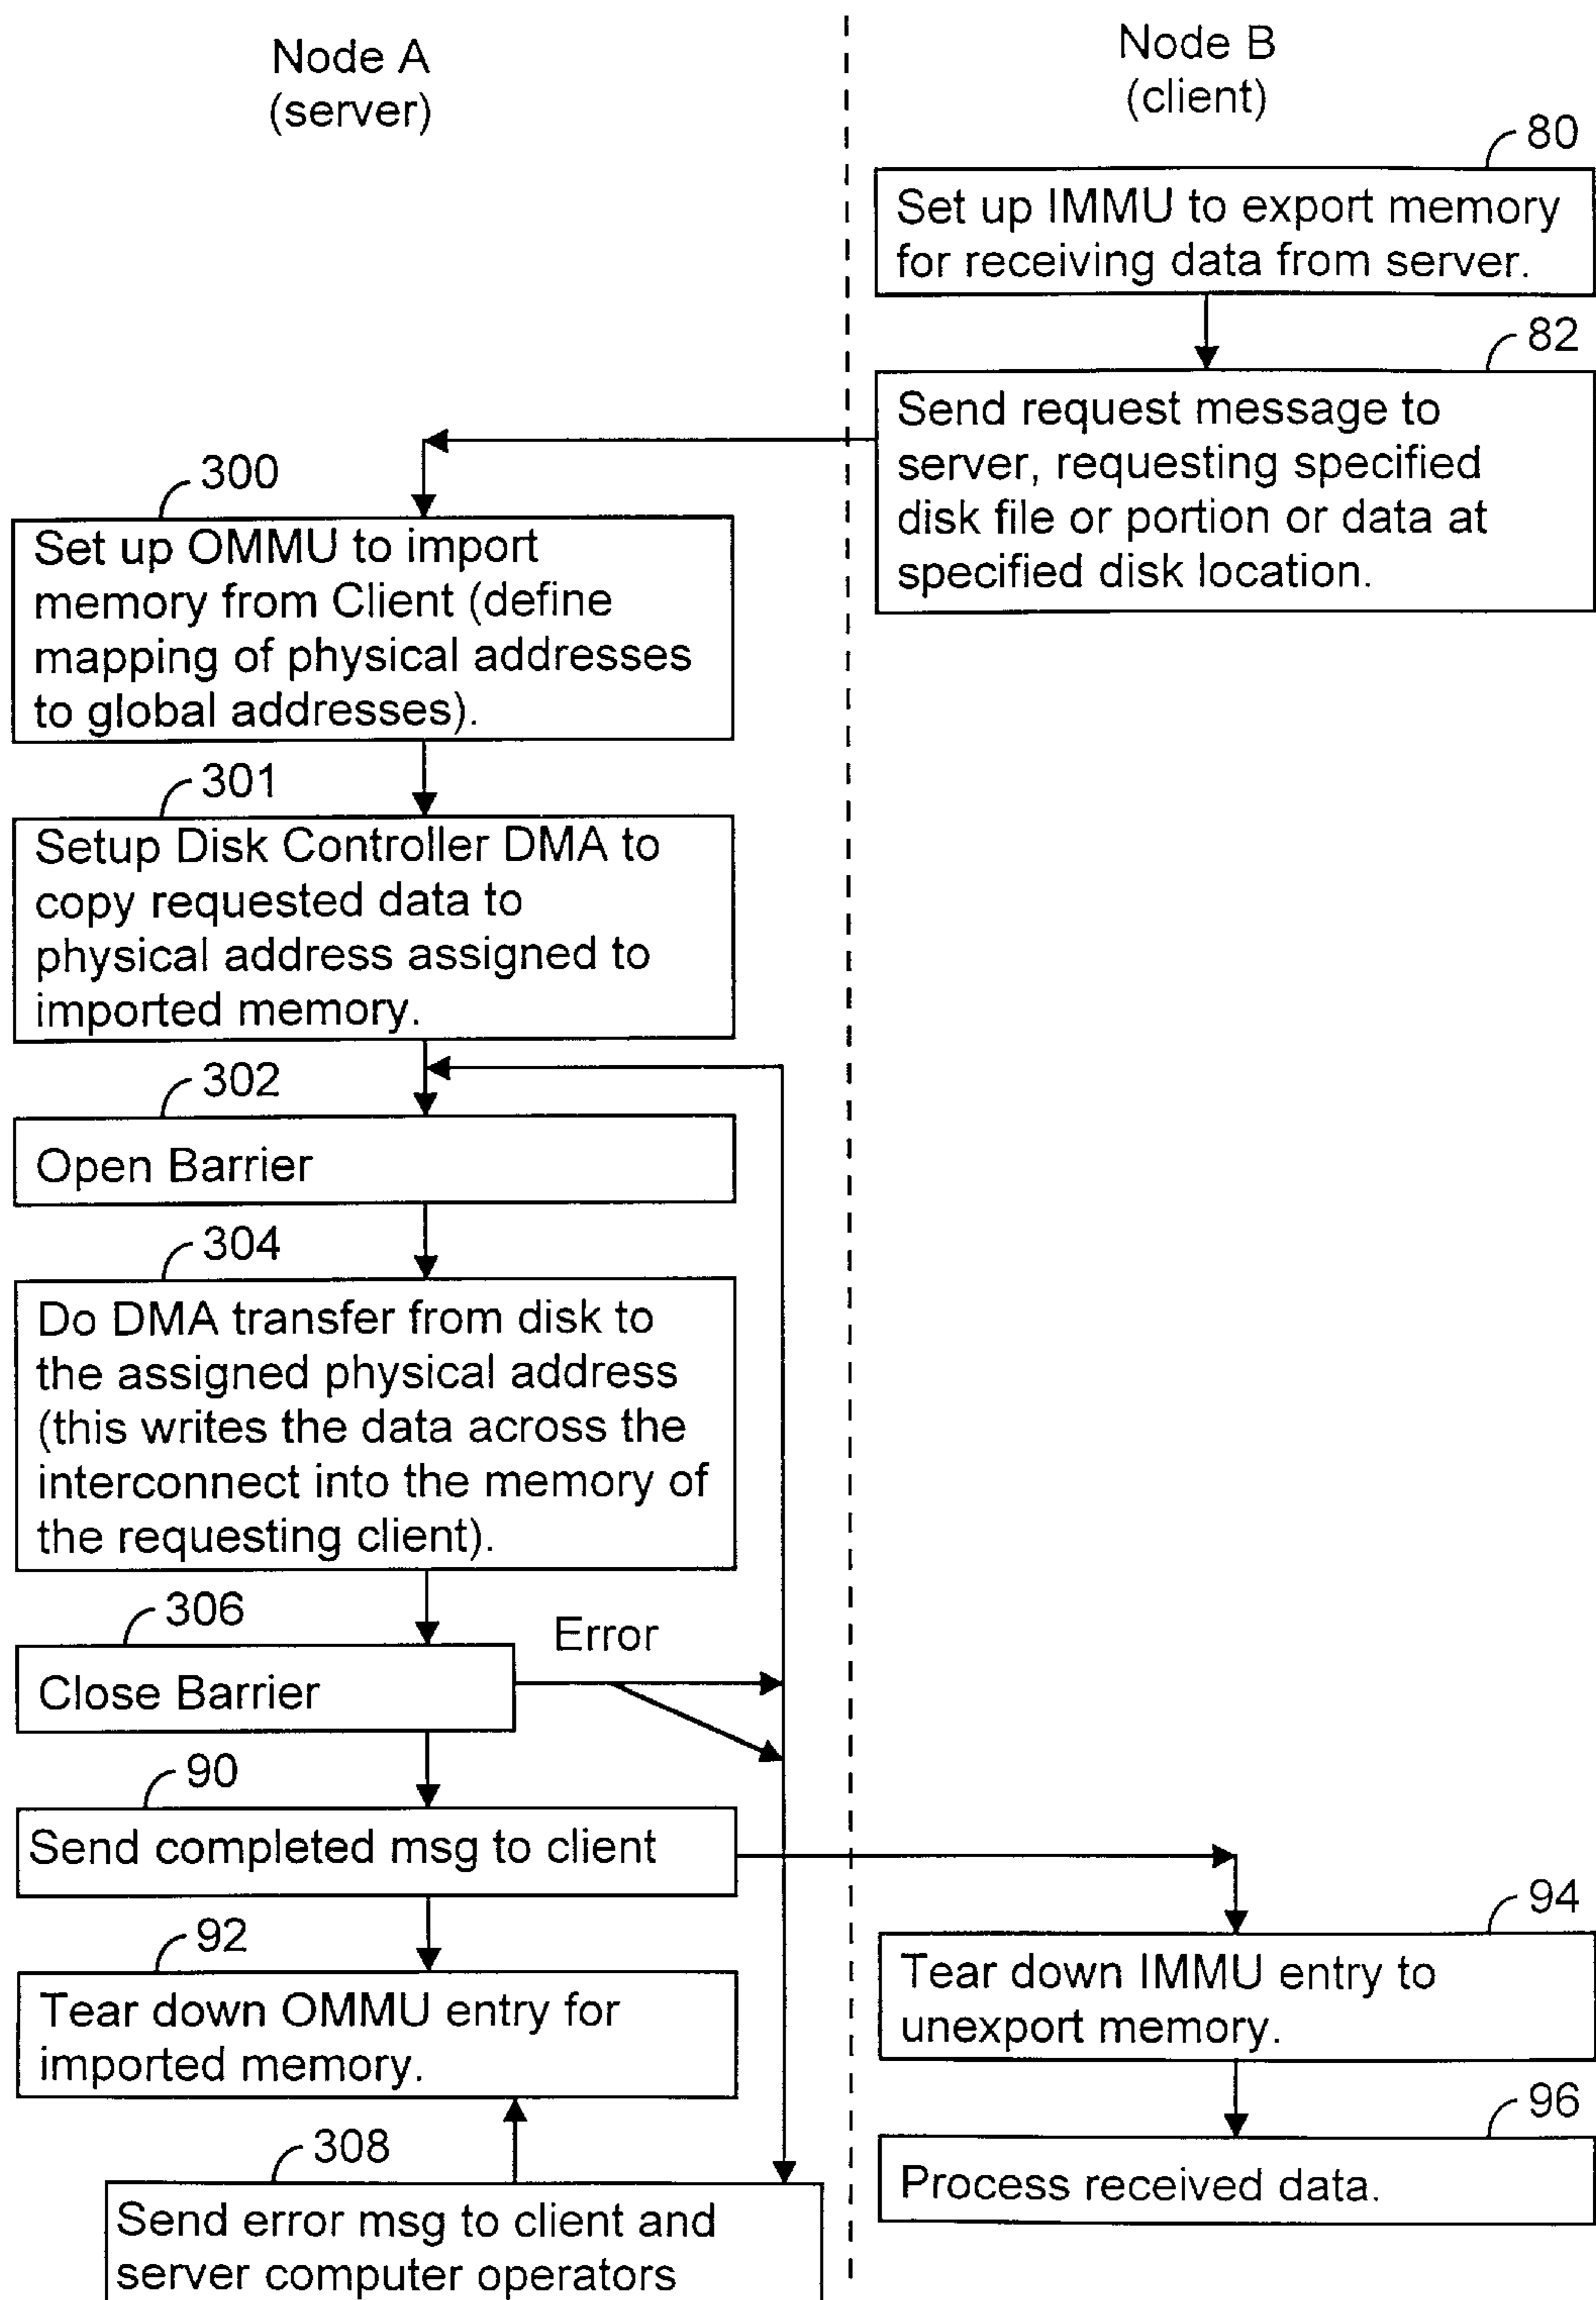 Node A
(server)
Node B
(client)
80
Set up IMMU to export memory
for receiving data from server.
82
Send request message to
server, requesting specified
disk file or portion or data at
specified disk location.
300
Set up OMMU to import
memory from Client (define
mapping of physical addresses
to global addresses).
301
Setup Disk Controller DMA to
copy requested data to
physical address assigned to
imported memory.
302
Open Barrier
304
Do DMA transfer from disk to
the assigned physical address
(this writes the data across the
interconnect into the memory of
the requesting client).
306
Error
Close Barrier
90
Send completed msg to client
92
Tear down OMMU entry for
imported memory.
94
Tear down IMMU entry to
unexport memory.
96
Process received data.
308
Send error msg to client and
server computer operators